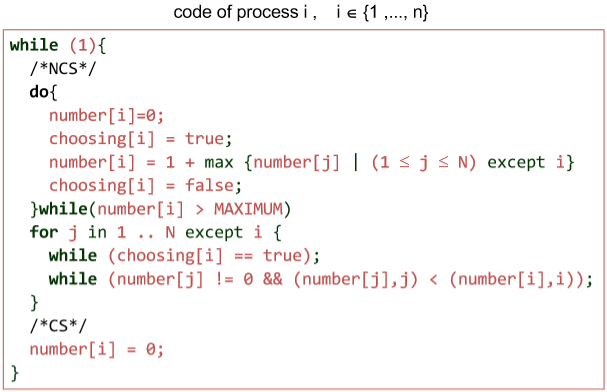 code of process i ,   i ∈ {1 ,..., n}
while (1){
  /*NCS*/
  do{
    number[i]=0;
    choosing[i] = true;
    number[i] = 1 + max {number[j] | (1 ≤ j ≤ N) except i}
    choosing[i] = false;
  }while(number[i] > MAXIMUM)
  for j in 1 .. N except i {
    while (choosing[i] == true);
    while (number[j] != 0 && (number[j],j) < (number[i],i));
  }
  /*CS*/
  number[i] = 0;
}